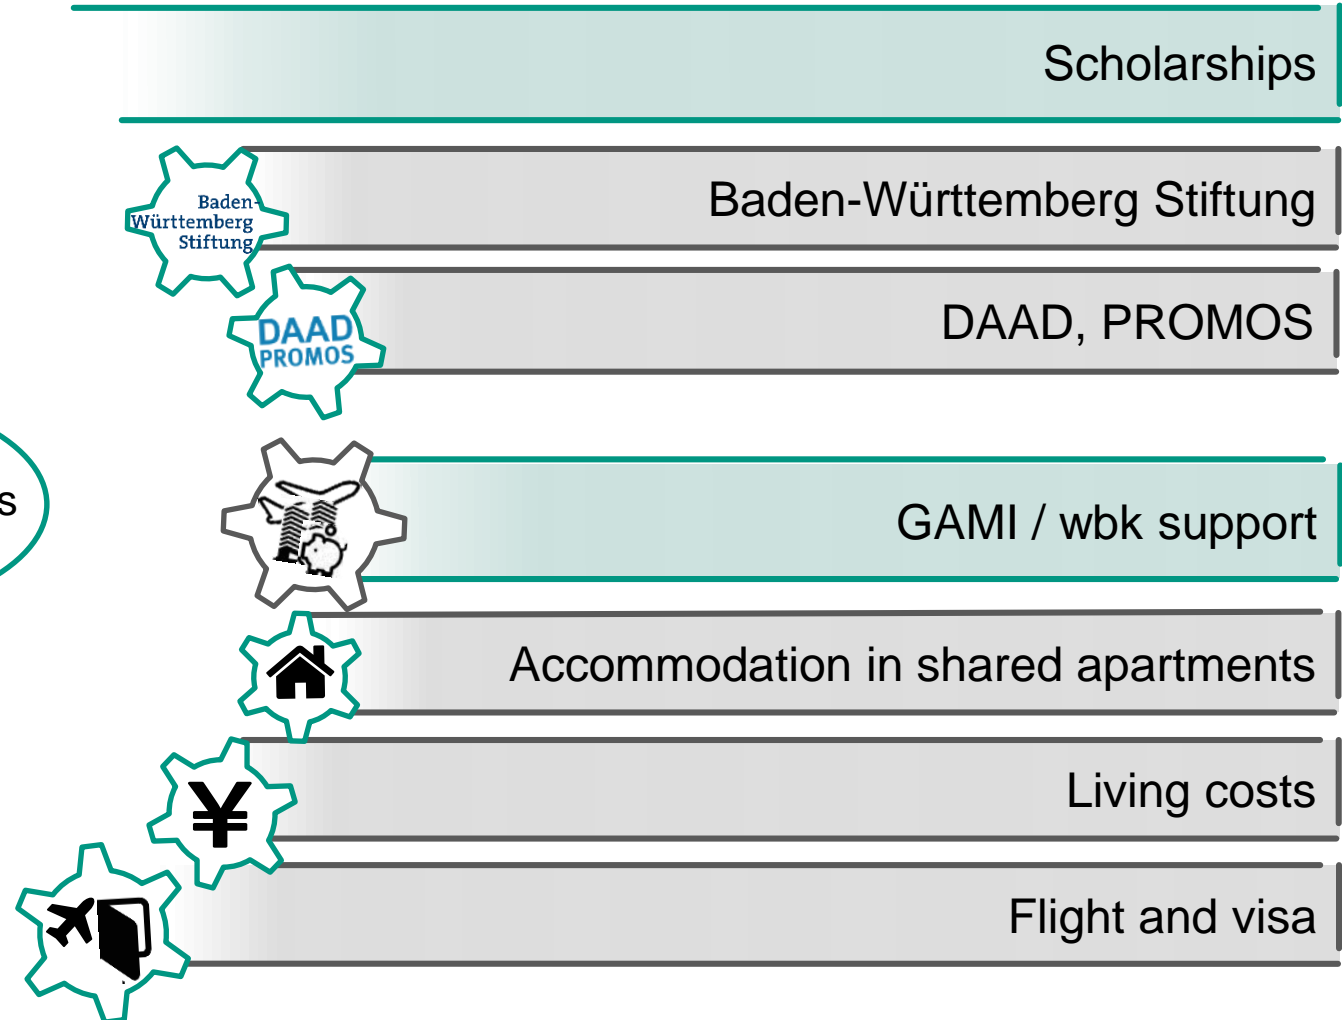 Scholarships
Baden-
Württemberg
Stiftung
Baden-Württemberg Stiftung
DAAD
PROMOS
DAAD, PROMOS
s
GAMI / wbk support
Accommodation in shared apartments
¥
Living costs
Flight and visa